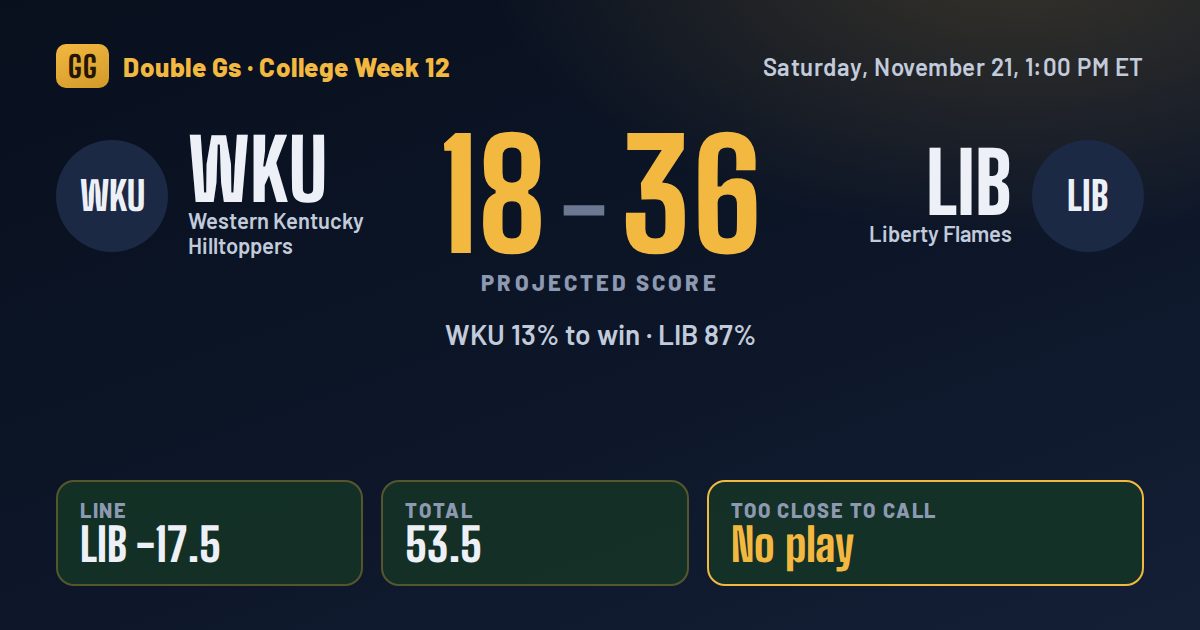 GG
Double Gs · College Week 12
Saturday, November 21, 1:00 PM ET
WKU
WKU
Western Kentucky
Hilltoppers
18 – 36
PROJECTED SCORE
WKU 13% to win · LIB 87%
LIB
Liberty Flames
LIB
LINE
LIB −17.5
TOTAL
53.5
TOO CLOSE TO CALL
No play